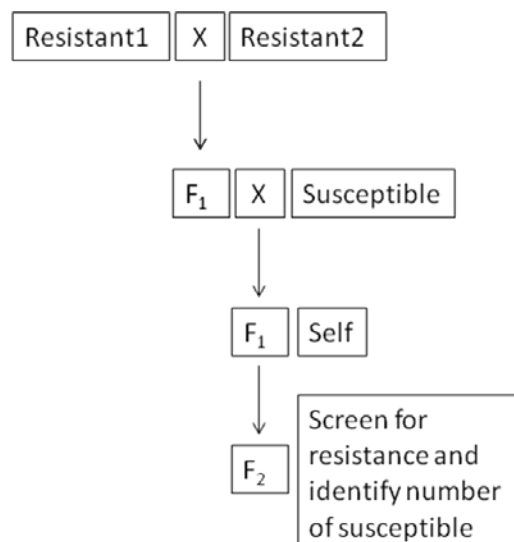 Resistant1 X Resistant2
F₁ X Susceptible
F₁ Self
F₂
Screen for
resistance and
identify number
of susceptible